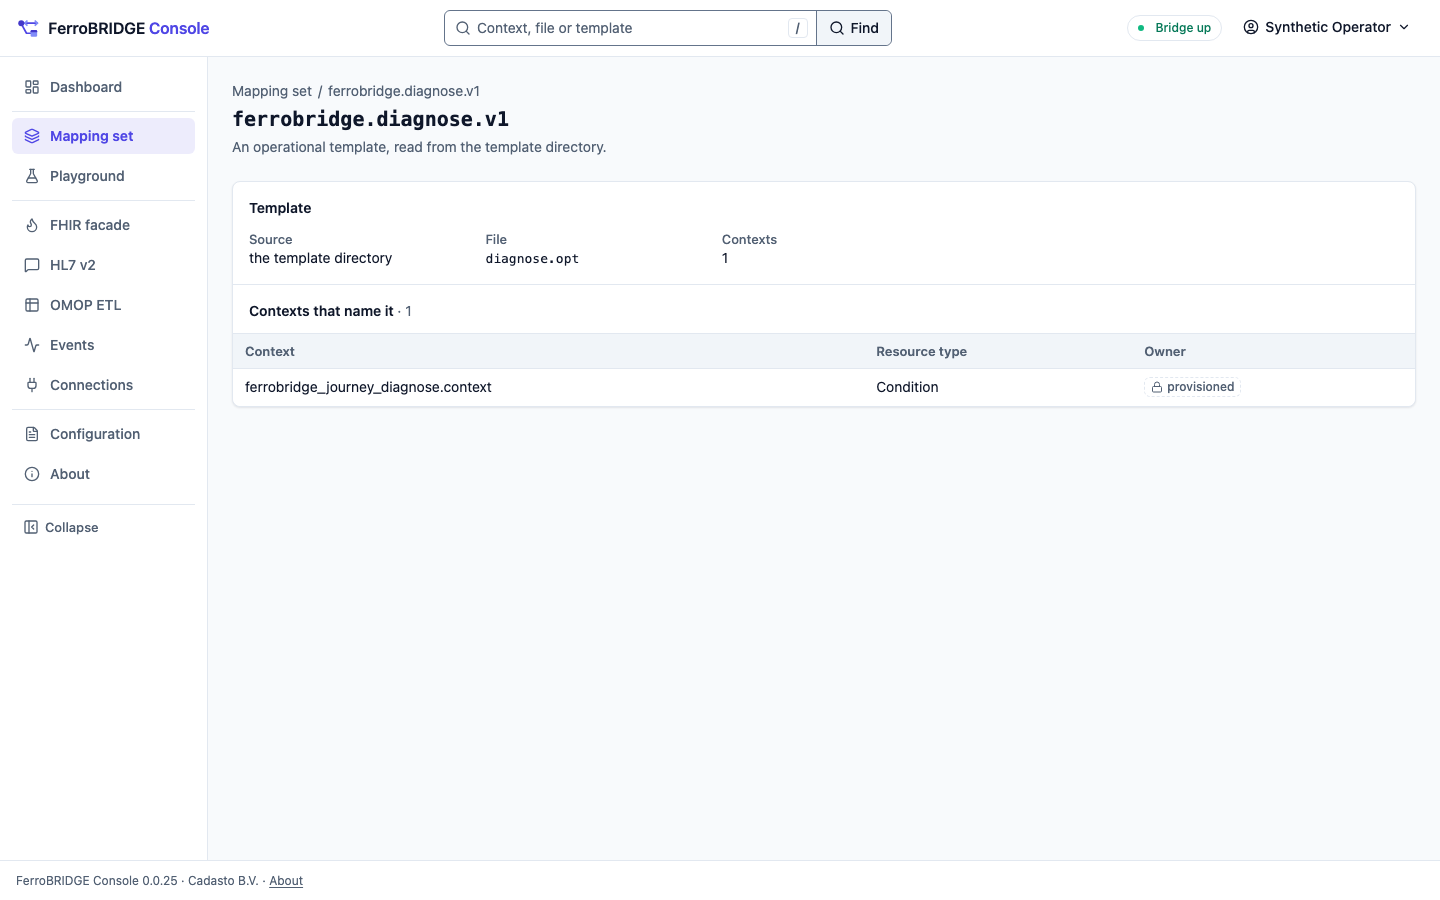 FerroBRIDGE Console
Context, file or template
/
Find
Bridge up
Synthetic Operator
Dashboard
Mapping set
Playground
FHIR facade
HL7 v2
OMOP ETL
Events
Connections
Configuration
About
Collapse
Mapping set / ferrobridge.diagnose.v1
ferrobridge.diagnose.v1
An operational template, read from the template directory.
Template
Source File Contexts
the template directory diagnose.opt 1
Contexts that name it · 1
Context Resource type Owner
ferrobridge_journey_diagnose.context Condition provisioned
FerroBRIDGE Console 0.0.25 · Cadasto B.V. · About